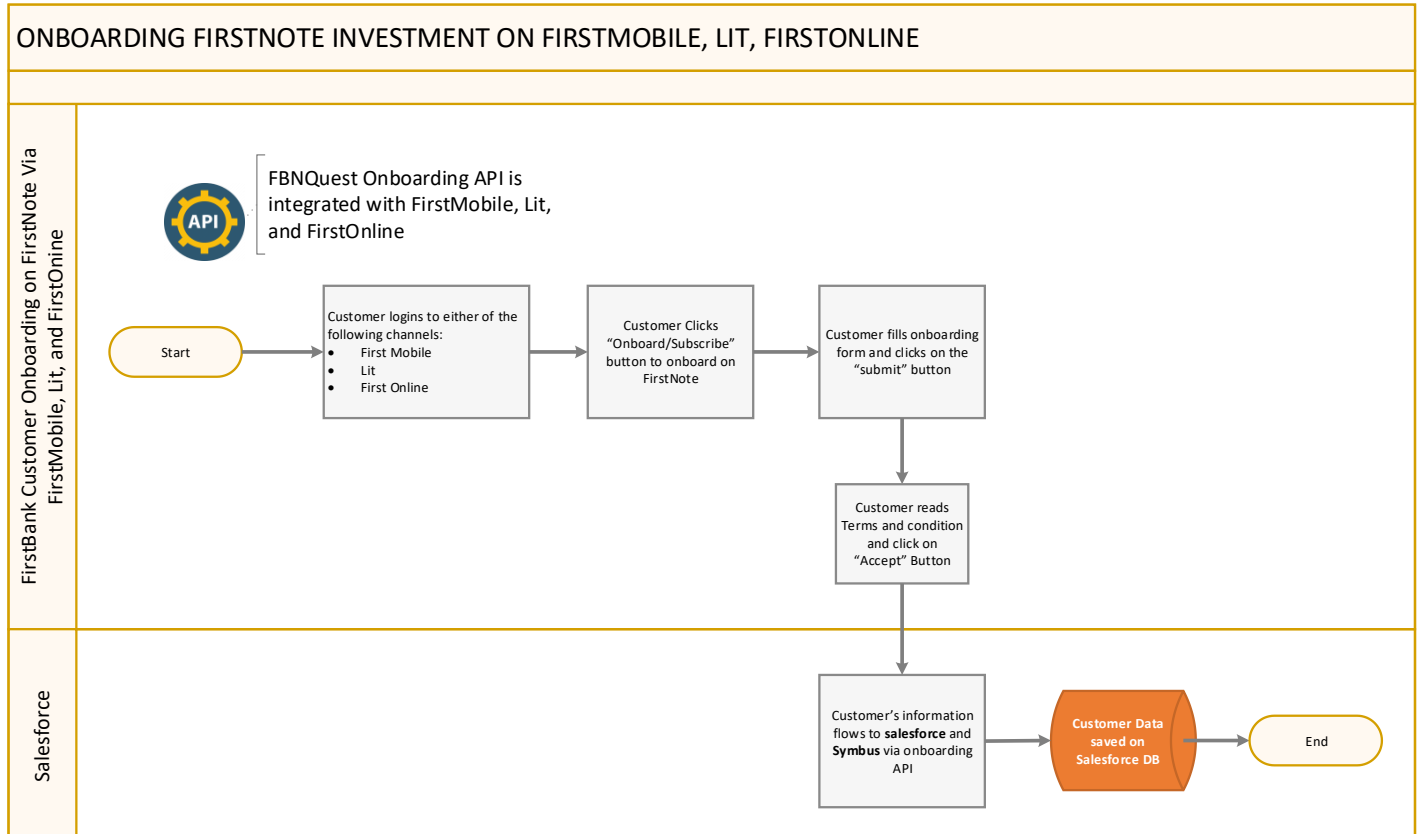 ONBOARDING FIRSTNOTE INVESTMENT ON FIRSTMOBILE, LIT, FIRSTONLINE
FirstBank Customer Onboarding on FirstNote Via
FirstMobile, Lit, and FirstOnine
API
FBNQuest Onboarding API is
integrated with FirstMobile, Lit,
and FirstOnline
Start
Customer logins to either of the
following channels:
• First Mobile
• Lit
• First Online
Customer Clicks
“Onboard/Subscribe”
button to onboard on
FirstNote
Customer fills onboarding
form and clicks on the
“submit” button
Customer reads
Terms and condition
and click on
“Accept” Button
Salesforce
Customer’s information
flows to salesforce and
Symbus via onboarding
API
Customer Data
saved on
Salesforce DB
End